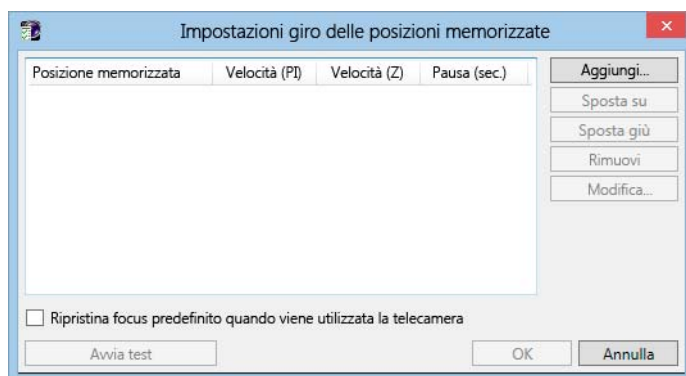 Impostazioni giro delle posizioni memorizzate
Posizione memorizzata Velocità (PI) Velocità (Z) Pausa (sec.)
Aggiungi...
Sposta su
Sposta giù
Rimuovi
Modifica...
Ripristina focus predefinito quando viene utilizzata la telecamera
Avvia test OK Annulla